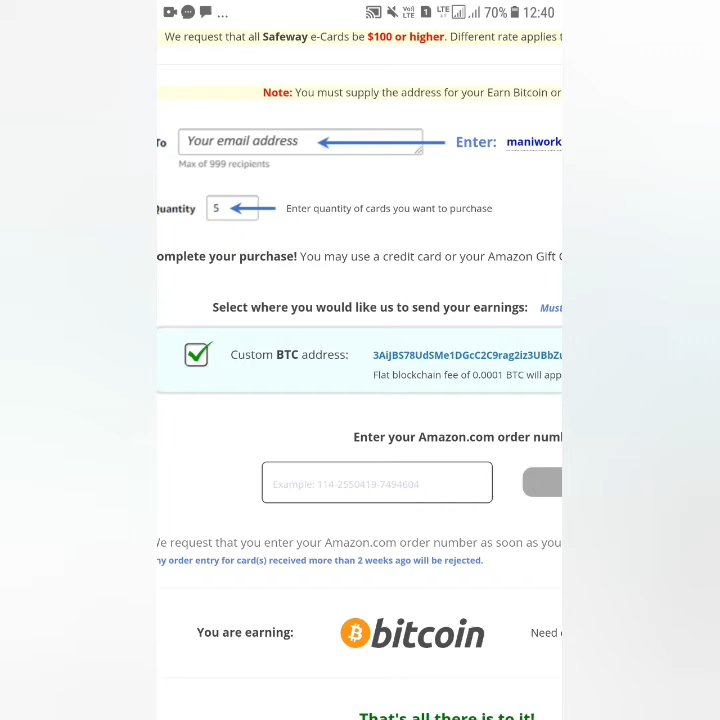 ... LTE 1 LTE 70% 12:40
We request that all Safeway e-Cards be $100 or higher. Different rate applies
Note: You must supply the address for your Earn Bitcoin or
To Your email address Enter: maniwork
Max of 999 recipients
Quantity 5 Enter quantity of cards you want to purchase
omplete your purchase! You may use a credit card or your Amazon Gift
Select where you would like us to send your earnings: Must
Custom BTC address: 3AiJBS78UdSMe1DGcC2C9rag2iz3UBbZ
Flat blockchain fee of 0.0001 BTC will app
Enter your Amazon.com order num
Example: 114-2550419-7494604
We request that you enter your Amazon.com order number as soon as you
ny order entry for card(s) received more than 2 weeks ago will be rejected.
You are earning: bitcoin Need
That's all there is to it!